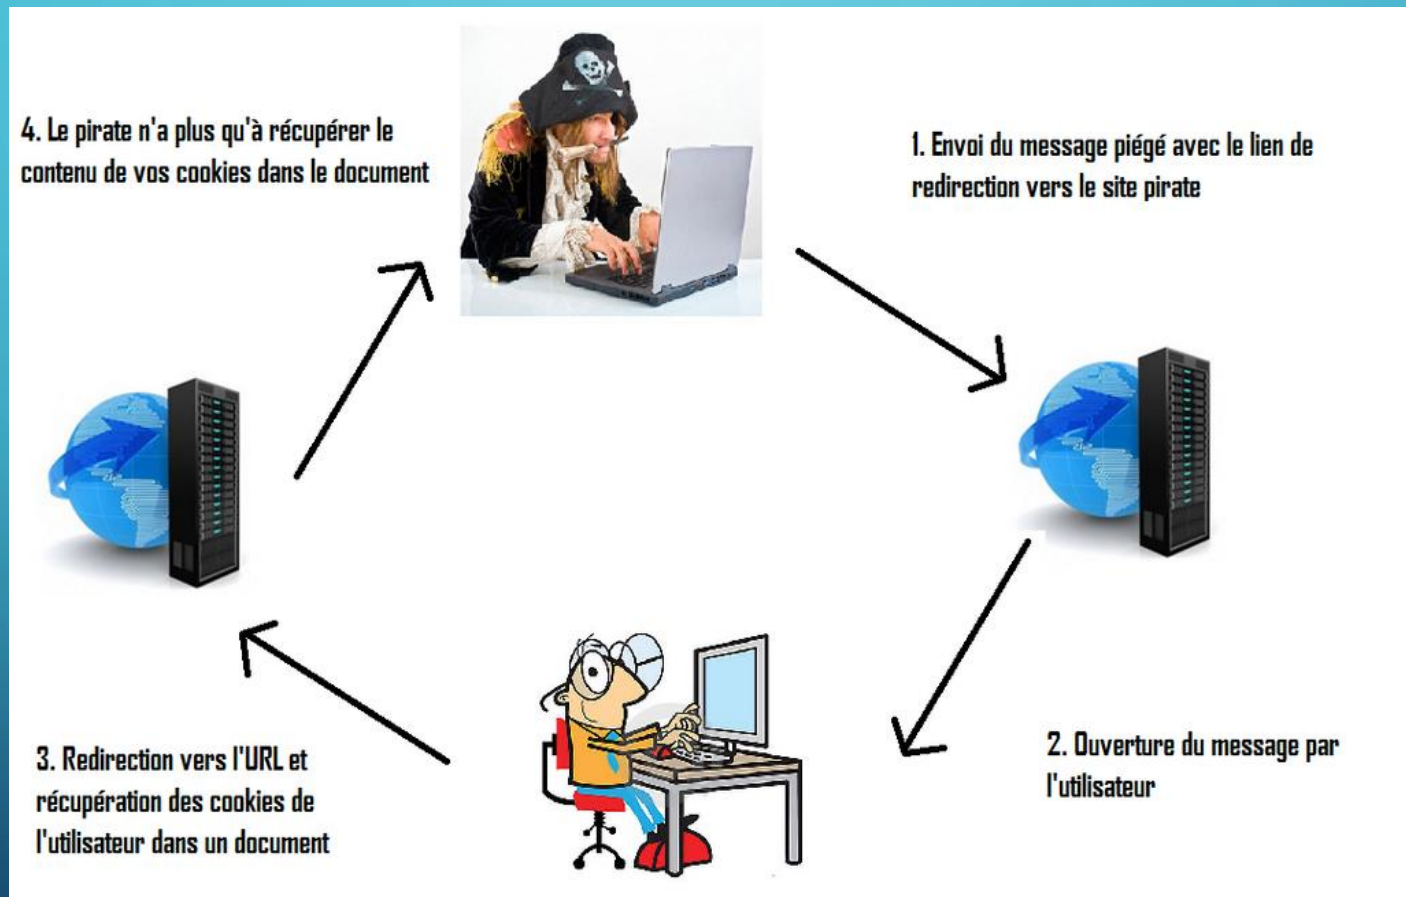 4. Le pirate n'a plus qu'à récupérer le
contenu de vos cookies dans le document
1. Envoi du message piégé avec le lien de
redirection vers le site pirate
2. Ouverture du message par
l'utilisateur
3. Redirection vers l'URL et
récupération des cookies de
l'utilisateur dans un document